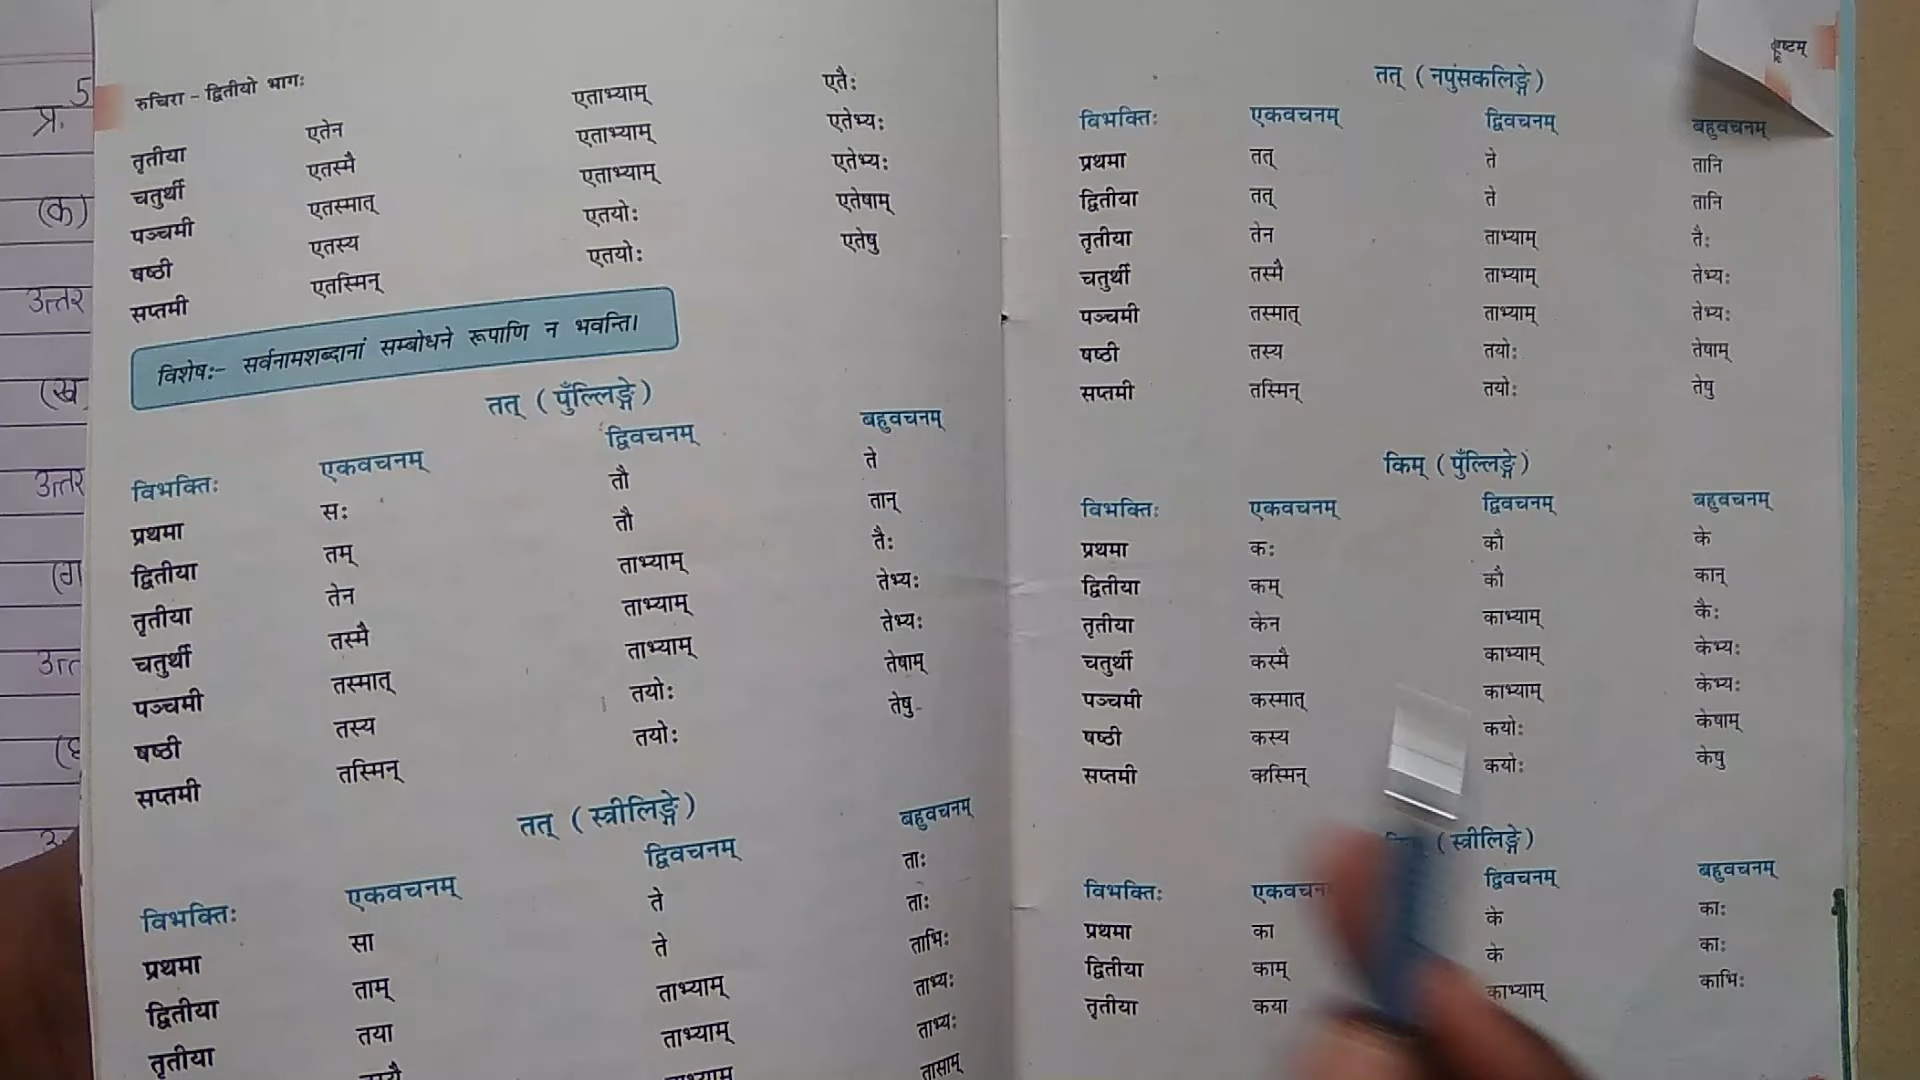 रुचिरा – द्वितीयो भागः
तृतीया एतेन एताभ्याम् एतैः
चतुर्थी एतस्मै एताभ्याम् एतेभ्यः
पञ्चमी एतस्मात् एताभ्याम् एतेभ्यः
षष्ठी एतस्य एतयोः एतेषाम्
सप्तमी एतस्मिन् एतयोः एतेषु
विशेषः– सर्वनामशब्दानां सम्बोधने रूपाणि न भवन्ति।
तत् ( पुँल्लिङ्गे )
विभक्तिः एकवचनम् द्विवचनम् बहुवचनम्
प्रथमा सः तौ ते
द्वितीया तम् तौ तान्
तृतीया तेन ताभ्याम् तैः
चतुर्थी तस्मै ताभ्याम् तेभ्यः
पञ्चमी तस्मात् ताभ्याम् तेभ्यः
षष्ठी तस्य तयोः तेषाम्
सप्तमी तस्मिन् तयोः तेषु
तत् ( स्त्रीलिङ्गे )
विभक्तिः एकवचनम् द्विवचनम् बहुवचनम्
प्रथमा सा ते ताः
द्वितीया ताम् ते ताः
तृतीया तया ताभ्याम् ताभिः
ताभ्याम् ताभ्यः
ताभ्यः
तासाम्
तत् ( नपुंसकलिङ्गे )
विभक्तिः एकवचनम् द्विवचनम् बहुवचनम्
प्रथमा तत् ते तानि
द्वितीया तत् ते तानि
तृतीया तेन ताभ्याम् तैः
चतुर्थी तस्मै ताभ्याम् तेभ्यः
पञ्चमी तस्मात् ताभ्याम् तेभ्यः
षष्ठी तस्य तयोः तेषाम्
सप्तमी तस्मिन् तयोः तेषु
किम् ( पुँल्लिङ्गे )
विभक्तिः एकवचनम् द्विवचनम् बहुवचनम्
प्रथमा कः कौ के
द्वितीया कम् कौ कान्
तृतीया केन काभ्याम् कैः
चतुर्थी कस्मै काभ्याम् केभ्यः
पञ्चमी कस्मात् काभ्याम् केभ्यः
षष्ठी कस्य कयोः केषाम्
सप्तमी कस्मिन् कयोः केषु
( स्त्रीलिङ्गे )
विभक्तिः द्विवचनम् बहुवचनम्
प्रथमा का के काः
द्वितीया काम् के काः
तृतीया कया काभ्याम् काभिः
5
प्र.
(क)
उत्तर
(ख
उत्तर